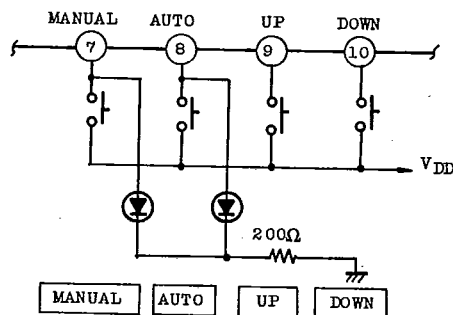 MANUAL AUTO UP DOWN
7 8 9 10
VDD
200Ω
MANUAL AUTO UP DOWN